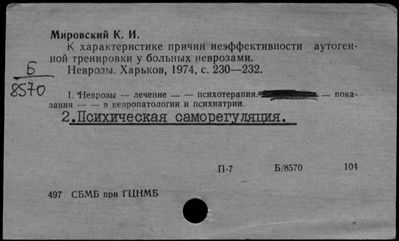 Мировский К. И.
К характеристике причин неэффективности аутоген-
ной тренировки у больных неврозами.
Неврозы. Харьков, 1974, с. 230—232.
Б
8570
1. Неврозы — лечение — — психотерапия. — пока-
зания — — в невропатологии и психиатрии.
2. Психическая саморегуляция.
П-7 Б/8570 104
497 СБМБ при ГЦНМБ